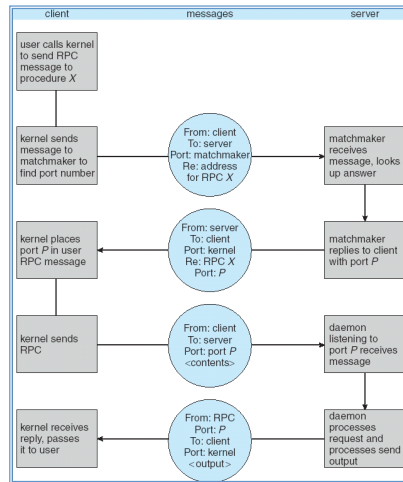 client messages server
user calls kernel
to send RPC
message to
procedure X
kernel sends
message to
matchmaker to
find port number
From: client
To: server
Port: matchmaker
Re: address
for RPC X
matchmaker
receives
message, looks
up answer
kernel places
port P in user
RPC message
From: server
To: client
Port: kernel
Re: RPC X
Port: P
matchmaker
replies to client
with port P
kernel sends
RPC
From: client
To: server
Port: port P
<contents>
daemon
listening to
port P receives
message
kernel receives
reply, passes
it to user
From: RPC
Port: P
To: client
Port: kernel
<output>
daemon
processes
request and
processes send
output